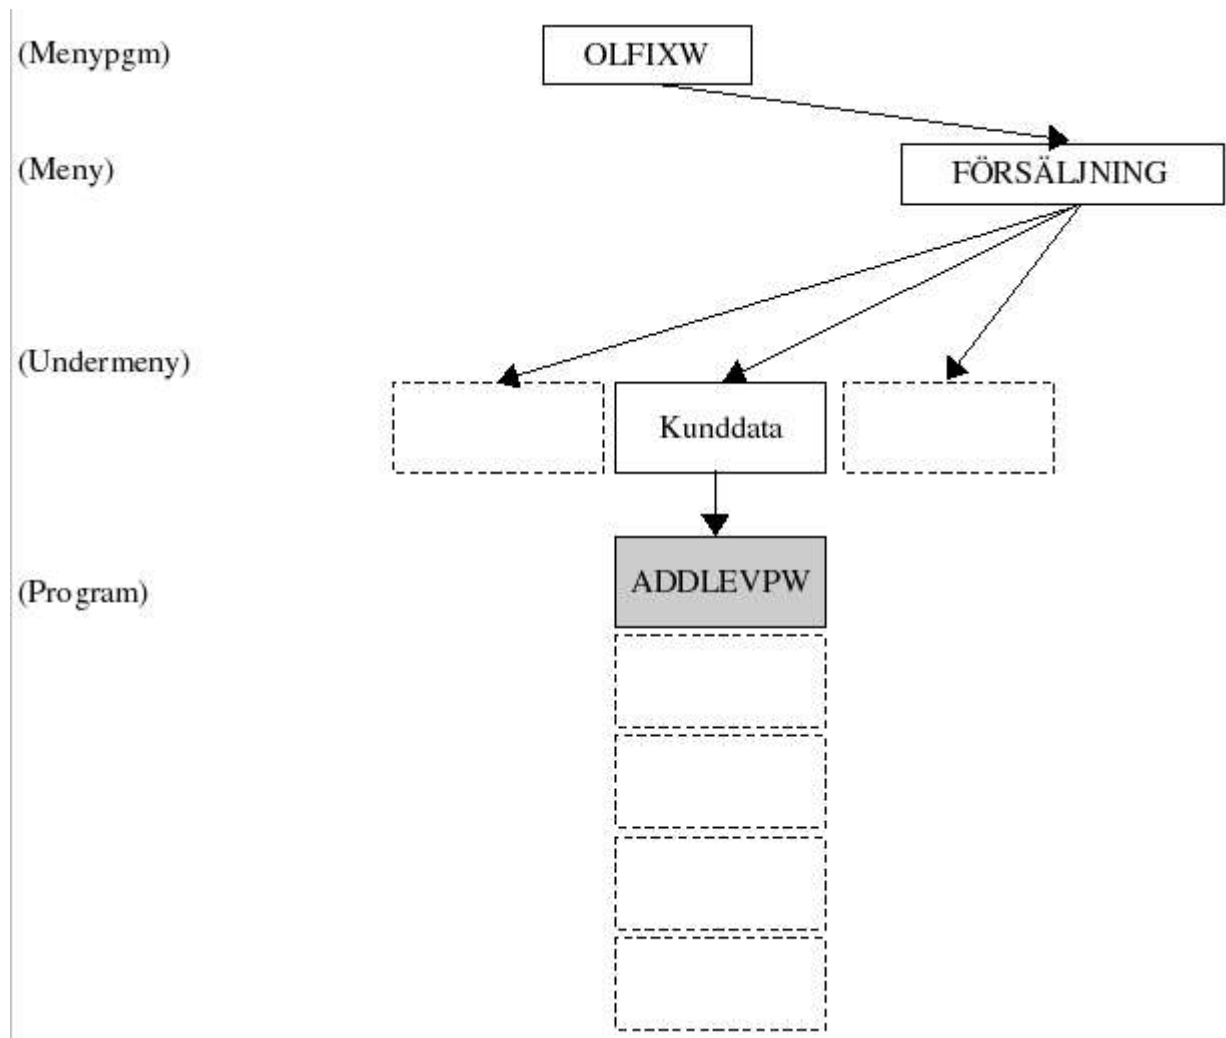 (Menypgm)
OLFIXW
(Meny)
FÖRSÄLJNING
(Undermeny)
Kunddata
ADDLEVPW
(Program)